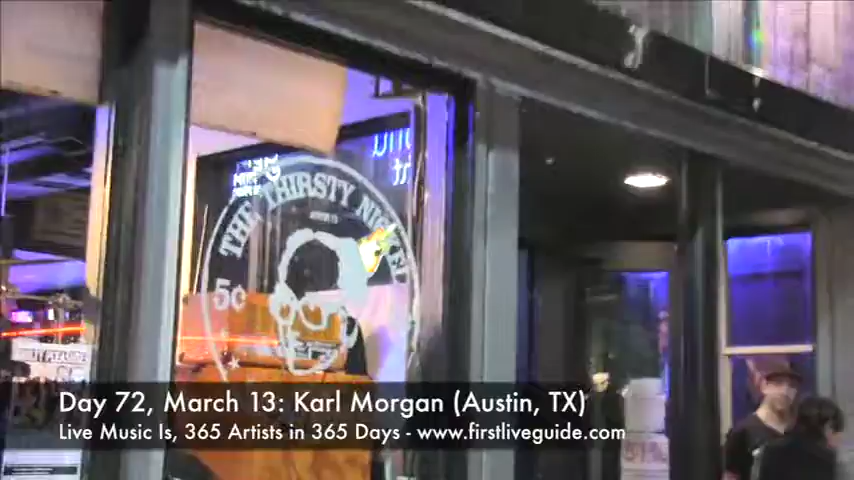 THE THIRSTY NICKEL
5¢
Day 72, March 13: Karl Morgan (Austin, TX)
Live Music Is, 365 Artists in 365 Days - www.firstliveguide.com